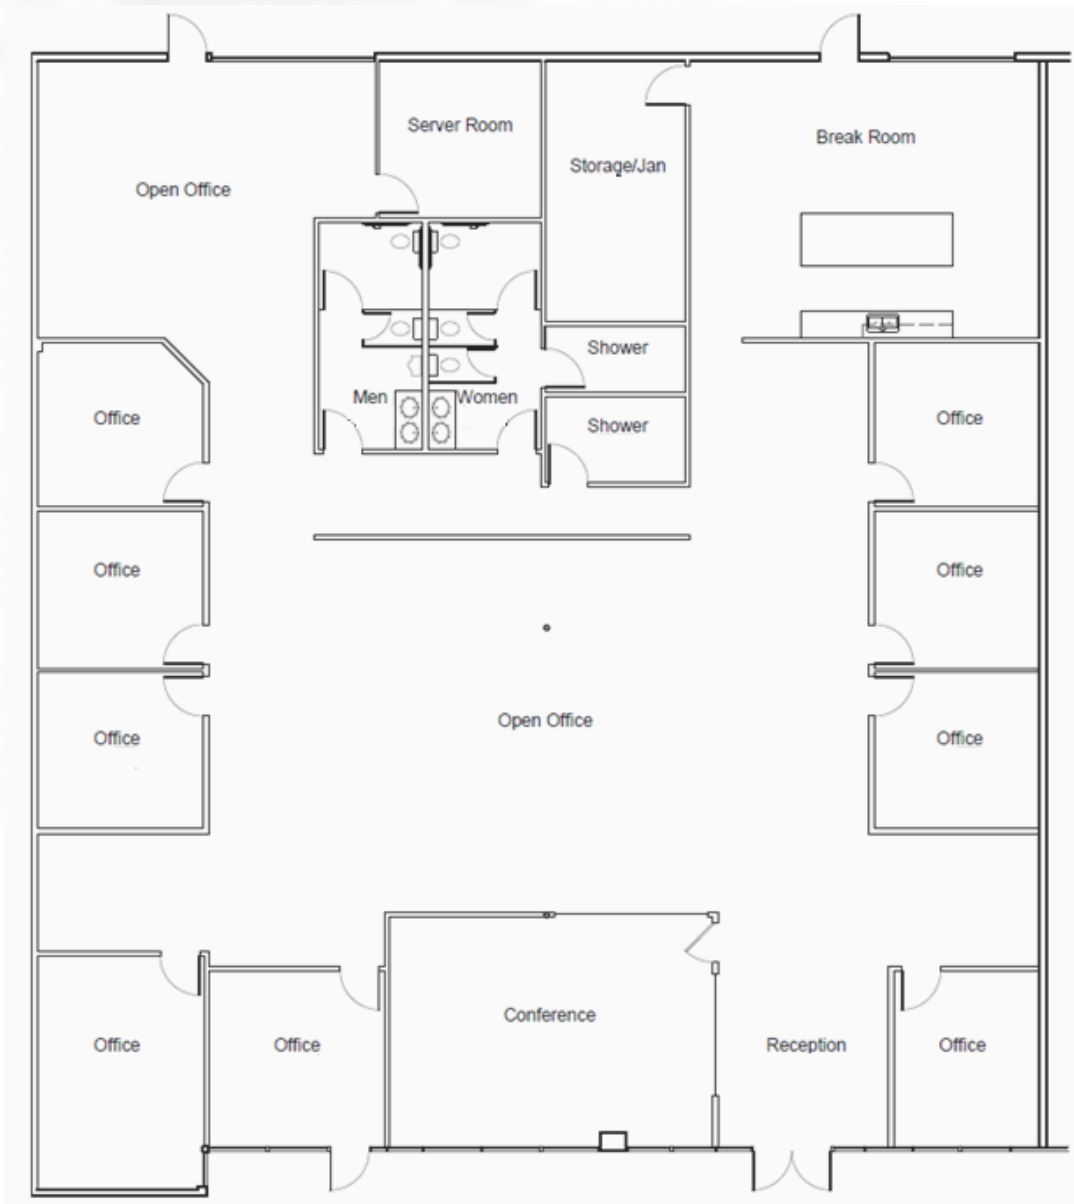 Server Room
Break Room
Storage/Jan
Open Office
Shower
Men
Women
Office
Office
Shower
Office
Office
Open Office
Office
Office
Conference
Office
Office
Reception
Office